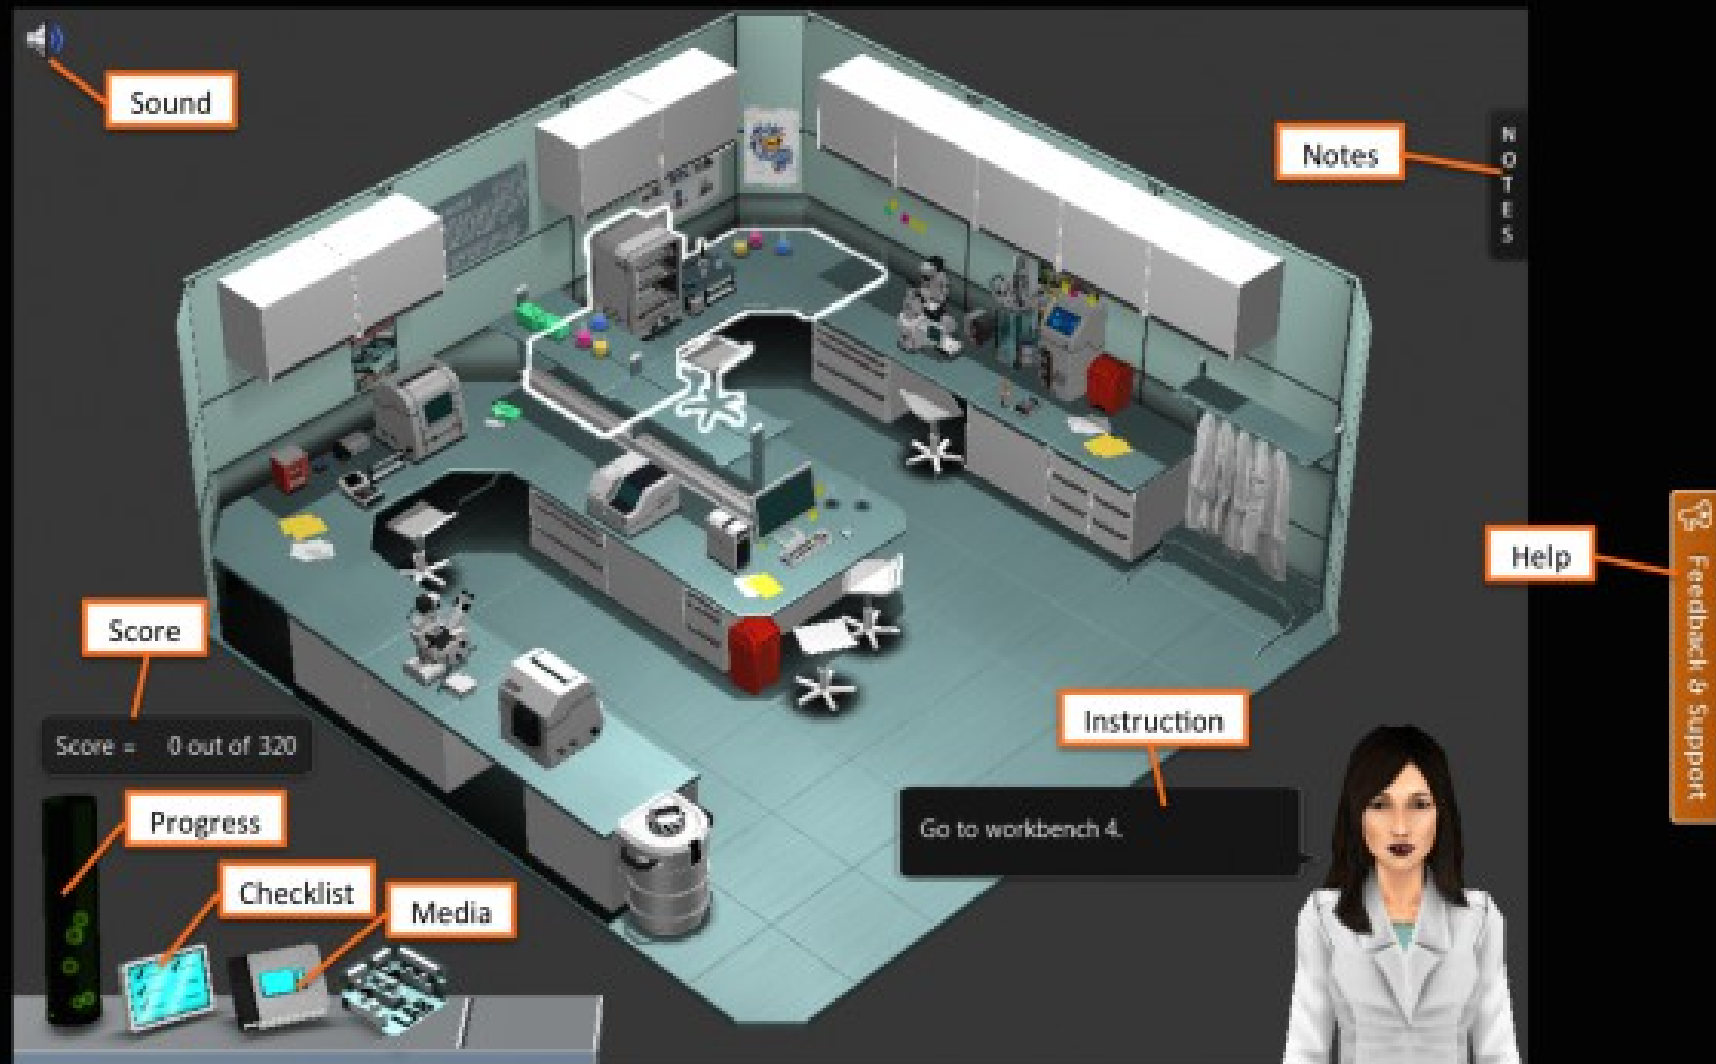 Sound
Notes
NOTES
Help
Feedback & Support
Score
Score = 0 out of 320
Instruction
Go to workbench 4.
Progress
Checklist
Media